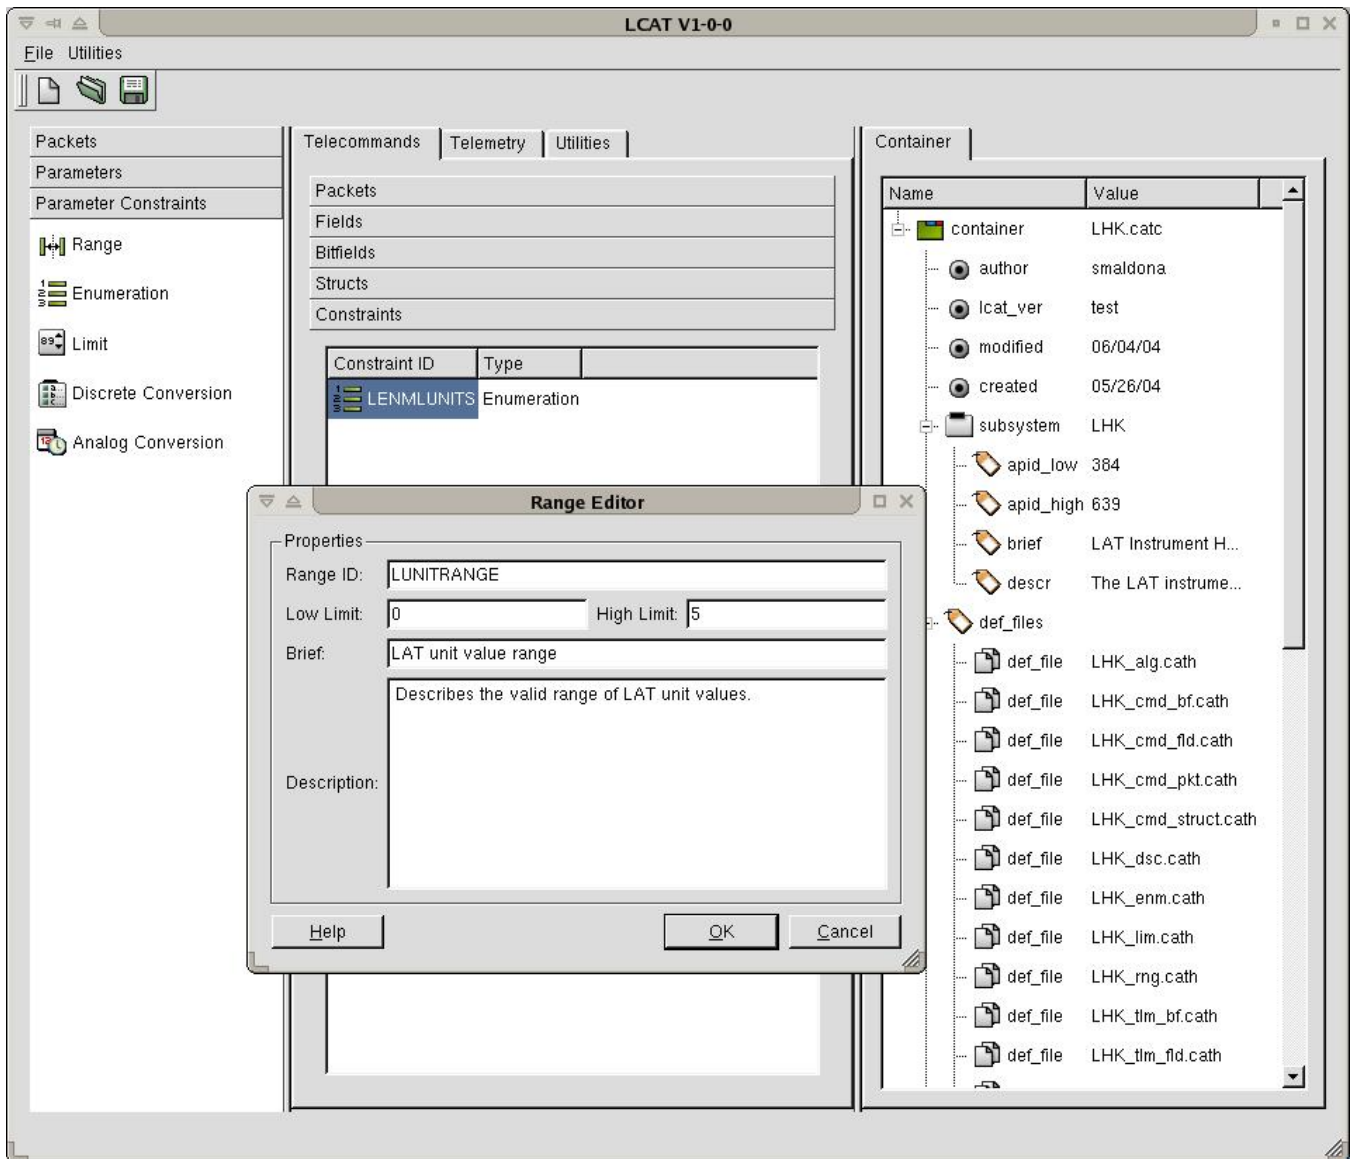 LCAT V1-0-0
File Utilities
Packets
Parameters
Parameter Constraints
Range
Enumeration
Limit
Discrete Conversion
Analog Conversion
Telecommands Telemetry Utilities
Packets
Fields
Bitfields
Structs
Constraints
Constraint ID Type
LENMLUNITS Enumeration
Range Editor
Properties
Range ID: LUNITRANGE
Low Limit: 0 High Limit: 5
Brief: LAT unit value range
Description: Describes the valid range of LAT unit values.
Help OK Cancel
Container
Name Value
container LHK.catc
author smaldona
lcat_ver test
modified 06/04/04
created 05/26/04
subsystem LHK
apid_low 384
apid_high 639
brief LAT Instrument H...
descr The LAT instrume...
def_files
def_file LHK_alg.cath
def_file LHK_cmd_bf.cath
def_file LHK_cmd_fld.cath
def_file LHK_cmd_pkt.cath
def_file LHK_cmd_struct.cath
def_file LHK_dsc.cath
def_file LHK_enm.cath
def_file LHK_lim.cath
def_file LHK_rng.cath
def_file LHK_tlm_bf.cath
def_file LHK_tlm_fld.cath